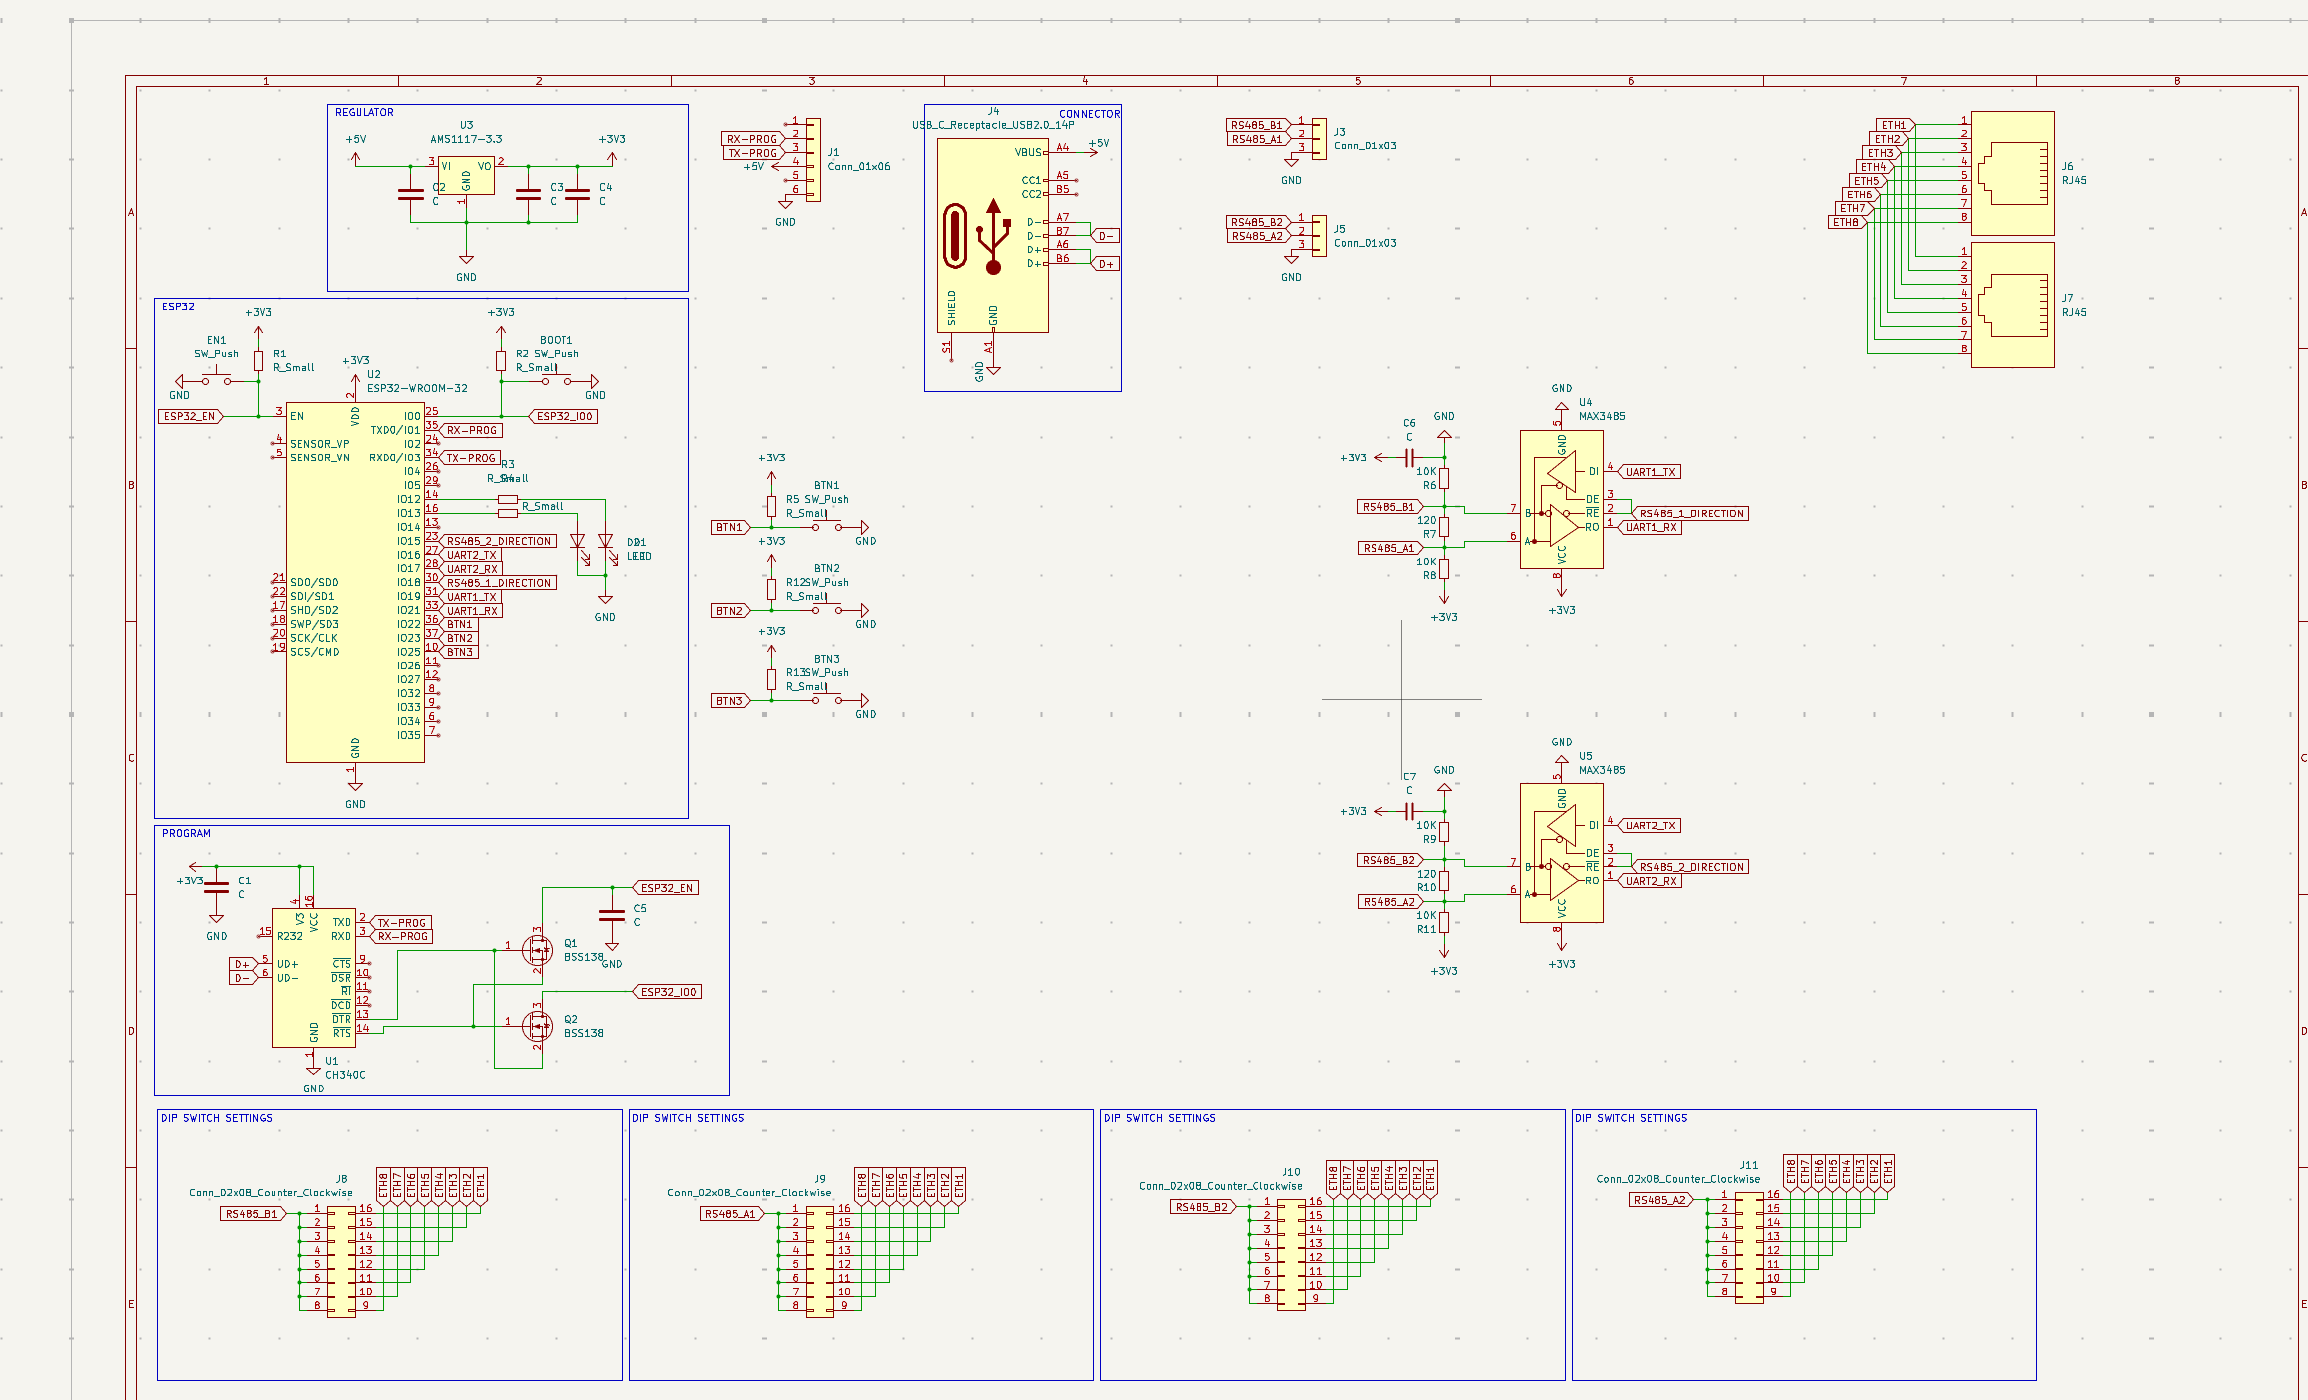 1 2 3 4 5 6 7 8
A
B
C
D
E
A
B
C
D
E
REGULATOR
U3
AMS1117-3.3
+5V
+3V3
3 VI VO 2
GND
1
C2
C
C3
C
C4
C
GND
RX-PROG
TX-PROG
+5V
1
2
3
4
5
6
J1
Conn_01x06
GND
CONNECTOR
J4
USB_C_Receptacle_USB2.0_14P
VBUS A4 +5V
CC1 A5
CC2 B5
D- A7
D- B7 D-
D+ A6
D+ B6 D+
SHIELD
GND
S1
A1
GND
RS485_B1 1
RS485_A1 2
3
J3
Conn_01x03
GND
RS485_B2 1
RS485_A2 2
3
J5
Conn_01x03
GND
ETH1 1
ETH2 2
ETH3 3
ETH4 4
ETH5 5
ETH6 6
ETH7 7
ETH8 8
J6
RJ45
1
2
3
4
5
6
7
8
J7
RJ45
ESP32
+3V3
EN1
SW_Push
R1
R_Small
GND
+3V3
U2
ESP32-WROOM-32
+3V3
R2
R_Small
BOOT1
SW_Push
GND
ESP32_EN 3 EN
4 SENSOR_VP
5 SENSOR_VN
21 SD0/SD0
22 SDI/SD1
17 SHD/SD2
18 SWP/SD3
20 SCK/CLK
19 SCS/CMD
2
VDD
IO0 25 ESP32_IO0
TXD0/IO1 35 RX-PROG
IO2 24
RXD0/IO3 34 TX-PROG
IO4 26
IO5 29
IO12 14
IO13 16
IO14 13
IO15 23 RS485_2_DIRECTION
IO16 27 UART2_TX
IO17 28 UART2_RX
IO18 30 RS485_1_DIRECTION
IO19 31 UART1_TX
IO21 33 UART1_RX
IO22 36 BTN1
IO23 37 BTN2
IO25 10 BTN3
IO26 11
IO27 12
IO32 8
IO33 9
IO34 6
IO35 7
GND
1
GND
R3
R_Small
R_Small
D1
LED
GND
+3V3
R5
R_Small
BTN1
SW_Push
BTN1
GND
+3V3
R12
R_Small
BTN2
SW_Push
BTN2
GND
+3V3
R13
R_Small
BTN3
SW_Push
BTN3
GND
GND
U4
MAX3485
C6
C
GND
+3V3
10K
R6
RS485_B1
120
R7
RS485_A1
10K
R8
+3V3
5
GND
7 B
6 A
DI 4 UART1_TX
DE 3
RE 2 RS485_1_DIRECTION
RO 1 UART1_RX
VCC
8
+3V3
GND
U5
MAX3485
C7
C
GND
+3V3
10K
R9
RS485_B2
120
R10
RS485_A2
10K
R11
+3V3
5
GND
7 B
6 A
DI 4 UART2_TX
DE 3
RE 2 RS485_2_DIRECTION
RO 1 UART2_RX
VCC
8
+3V3
PROGRAM
+3V3
C1
C
GND
4 16
V3 VCC
15 R232
D+ 5 UD+
D- 6 UD-
TXD 2 TX-PROG
RXD 3 RX-PROG
CTS 9
DSR 10
RI 11
DCD 12
DTR 13
RTS 14
GND
1
GND
U1
CH340C
ESP32_EN
C5
C
GND
1
3
2
Q1
BSS138
ESP32_IO0
1
3
2
Q2
BSS138
DIP SWITCH SETTINGS
J8
Conn_02x08_Counter_Clockwise
ETH8 ETH7 ETH6 ETH5 ETH4 ETH3 ETH2 ETH1
RS485_B1 1 16
2 15
3 14
4 13
5 12
6 11
7 10
8 9
DIP SWITCH SETTINGS
J9
Conn_02x08_Counter_Clockwise
ETH8 ETH7 ETH6 ETH5 ETH4 ETH3 ETH2 ETH1
RS485_A1 1 16
2 15
3 14
4 13
5 12
6 11
7 10
8 9
DIP SWITCH SETTINGS
J10
Conn_02x08_Counter_Clockwise
ETH8 ETH7 ETH6 ETH5 ETH4 ETH3 ETH2 ETH1
RS485_B2 1 16
2 15
3 14
4 13
5 12
6 11
7 10
8 9
DIP SWITCH SETTINGS
J11
Conn_02x08_Counter_Clockwise
ETH8 ETH7 ETH6 ETH5 ETH4 ETH3 ETH2 ETH1
RS485_A2 1 16
2 15
3 14
4 13
5 12
6 11
7 10
8 9